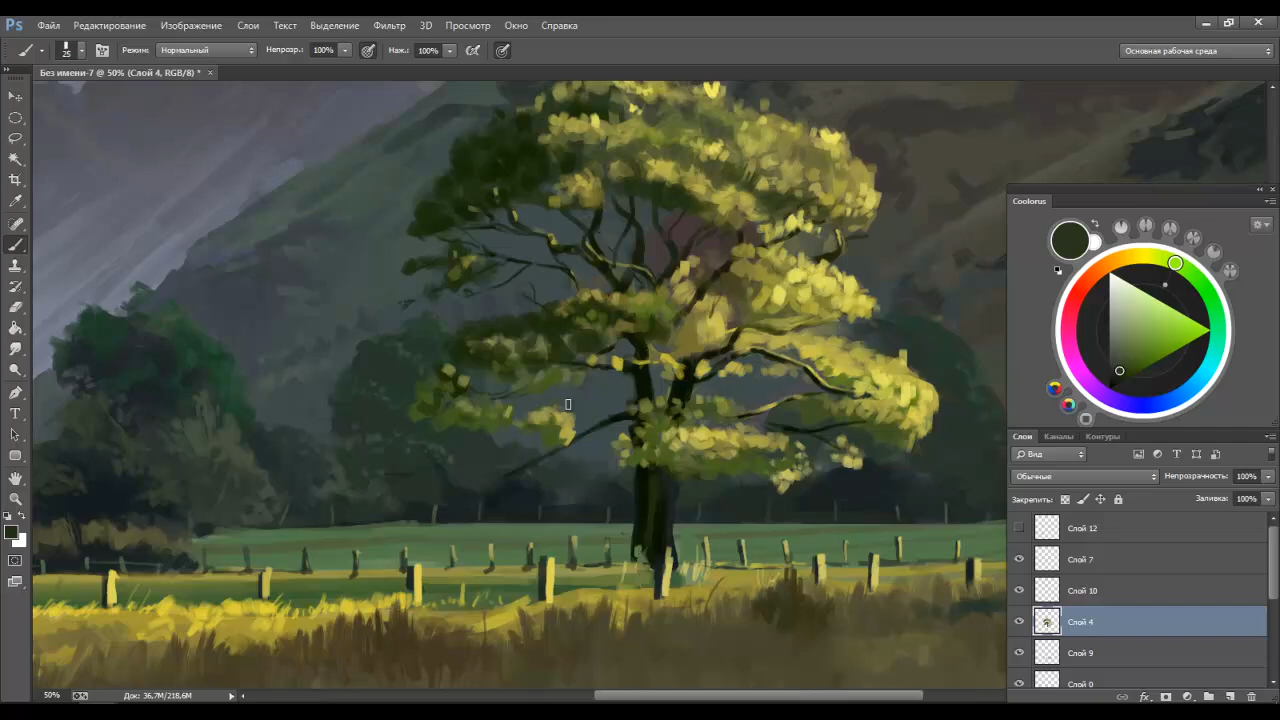 Ps Файл Редактирование Изображение Слои Текст Выделение Фильтр 3D Просмотр Окно Справка
25 Режим: Нормальный Непрозр.: 100% Наж.: 100% Основная рабочая среда
Без имени-7 @ 50% (Слой 4, RGB/8) *
Coolorus
Слои Каналы Контуры
Вид
Обычные Непрозрачность: 100%
Закрепить: Заливка: 100%
Слой 12
Слой 7
Слой 10
Слой 4
Слой 9
Слой 0
50% Док: 36,7M/218,6M